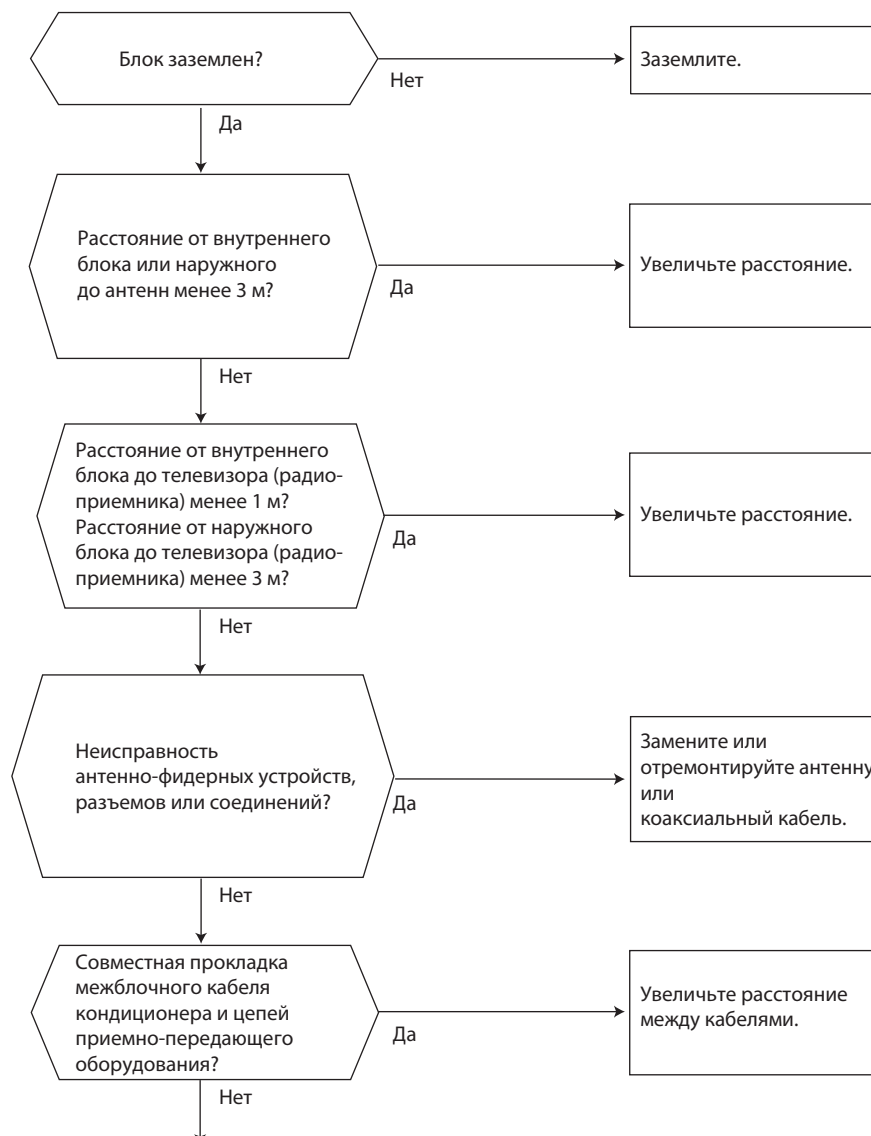 Блок заземлен?
Нет
Заземлите.
Да
Расстояние от внутреннего
блока или наружного
до антенн менее 3 м?
Да
Увеличьте расстояние.
Нет
Расстояние от внутреннего
блока до телевизора (радио-
приемника) менее 1 м?
Расстояние от наружного
блока до телевизора (радио-
приемника) менее 3 м?
Да
Увеличьте расстояние.
Нет
Неисправность
антенно-фидерных устройств,
разъемов или соединений?
Да
Замените или
отремонтируйте антенну
или
коаксиальный кабель.
Нет
Совместная прокладка
межблочного кабеля
кондиционера и цепей
приемно-передающего
оборудования?
Да
Увеличьте расстояние
между кабелями.
Нет